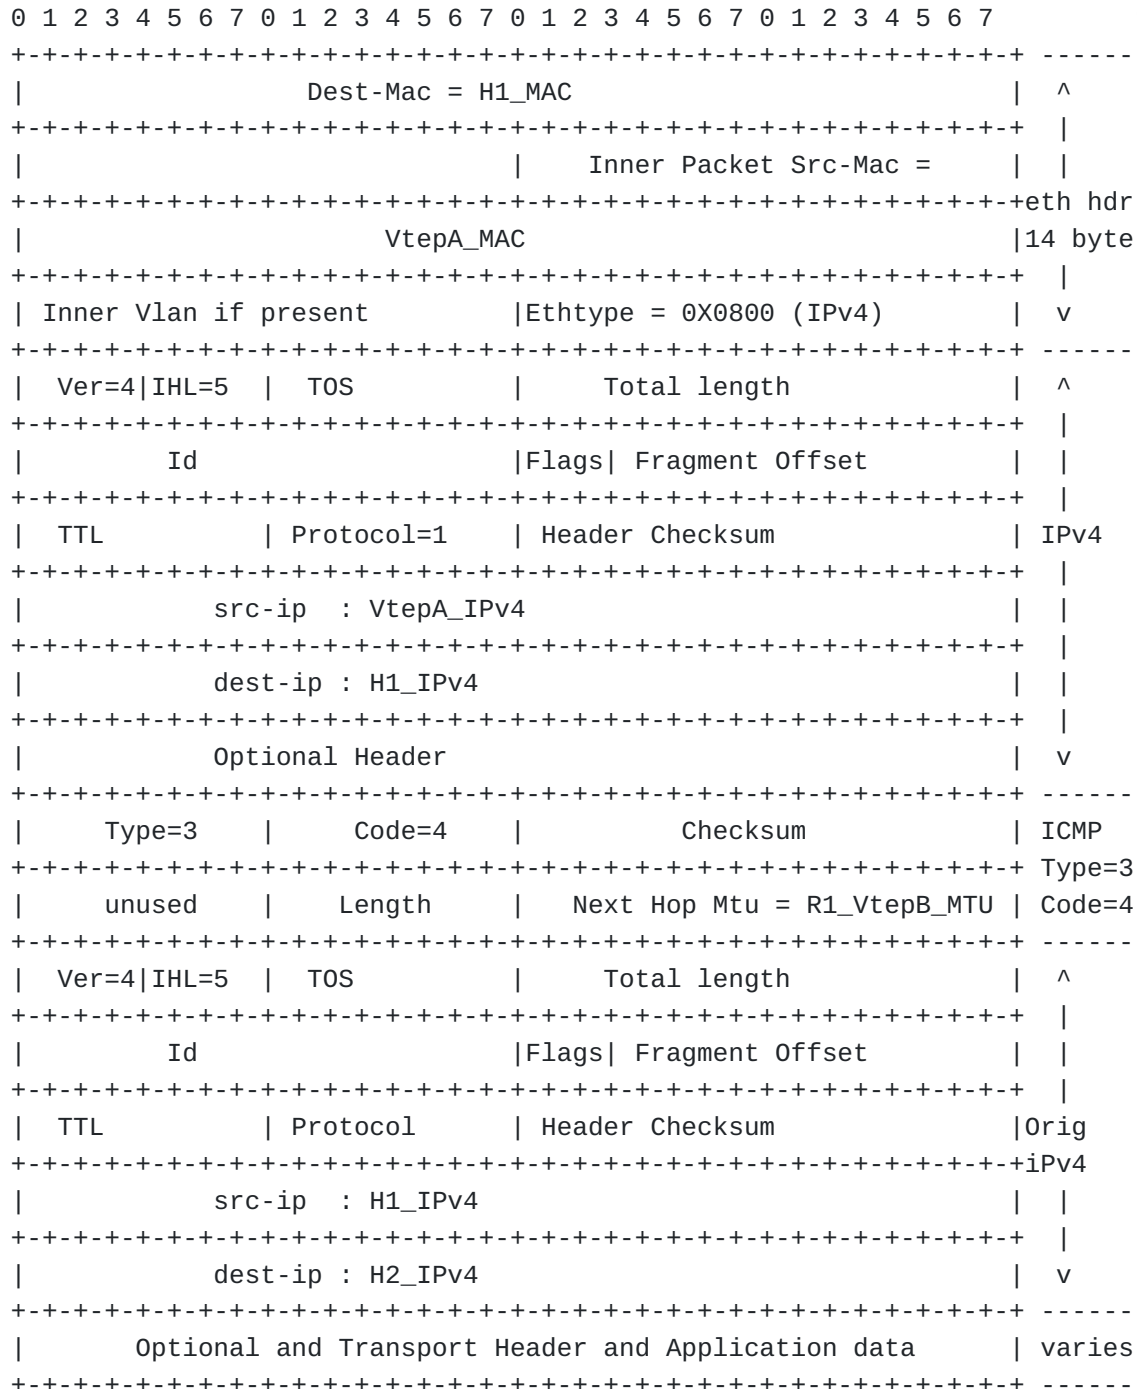 0 1 2 3 4 5 6 7 0 1 2 3 4 5 6 7 0 1 2 3 4 5 6 7 0 1 2 3 4 5 6 7
+-+-+-+-+-+-+-+-+-+-+-+-+-+-+-+-+-+-+-+-+-+-+-+-+-+-+-+-+-+-+-+-+ ------
|                  Dest-Mac = H1_MAC                            |  ^
+-+-+-+-+-+-+-+-+-+-+-+-+-+-+-+-+-+-+-+-+-+-+-+-+-+-+-+-+-+-+-+-+  |
|                               |    Inner Packet Src-Mac =     |  |
+-+-+-+-+-+-+-+-+-+-+-+-+-+-+-+-+-+-+-+-+-+-+-+-+-+-+-+-+-+-+-+-+eth hdr
|                       VtepA_MAC                               |14 byte
+-+-+-+-+-+-+-+-+-+-+-+-+-+-+-+-+-+-+-+-+-+-+-+-+-+-+-+-+-+-+-+-+  |
| Inner Vlan if present         |Ethtype = 0X0800 (IPv4)        |  v
+-+-+-+-+-+-+-+-+-+-+-+-+-+-+-+-+-+-+-+-+-+-+-+-+-+-+-+-+-+-+-+-+ ------
|  Ver=4|IHL=5  |  TOS          |     Total length              |  ^
+-+-+-+-+-+-+-+-+-+-+-+-+-+-+-+-+-+-+-+-+-+-+-+-+-+-+-+-+-+-+-+-+  |
|         Id                    |Flags| Fragment Offset         |  |
+-+-+-+-+-+-+-+-+-+-+-+-+-+-+-+-+-+-+-+-+-+-+-+-+-+-+-+-+-+-+-+-+  |
|  TTL          | Protocol=1    | Header Checksum               | IPv4
+-+-+-+-+-+-+-+-+-+-+-+-+-+-+-+-+-+-+-+-+-+-+-+-+-+-+-+-+-+-+-+-+  |
|            src-ip  : VtepA_IPv4                               |  |
+-+-+-+-+-+-+-+-+-+-+-+-+-+-+-+-+-+-+-+-+-+-+-+-+-+-+-+-+-+-+-+-+  |
|            dest-ip : H1_IPv4                                  |  |
+-+-+-+-+-+-+-+-+-+-+-+-+-+-+-+-+-+-+-+-+-+-+-+-+-+-+-+-+-+-+-+-+  |
|            Optional Header                                    |  v
+-+-+-+-+-+-+-+-+-+-+-+-+-+-+-+-+-+-+-+-+-+-+-+-+-+-+-+-+-+-+-+-+ ------
|     Type=3    |     Code=4    |          Checksum             | ICMP
+-+-+-+-+-+-+-+-+-+-+-+-+-+-+-+-+-+-+-+-+-+-+-+-+-+-+-+-+-+-+-+-+ Type=3
|     unused    |    Length     |   Next Hop Mtu = R1_VtepB_MTU | Code=4
+-+-+-+-+-+-+-+-+-+-+-+-+-+-+-+-+-+-+-+-+-+-+-+-+-+-+-+-+-+-+-+-+ ------
|  Ver=4|IHL=5  |  TOS          |     Total length              |  ^
+-+-+-+-+-+-+-+-+-+-+-+-+-+-+-+-+-+-+-+-+-+-+-+-+-+-+-+-+-+-+-+-+  |
|         Id                    |Flags| Fragment Offset         |  |
+-+-+-+-+-+-+-+-+-+-+-+-+-+-+-+-+-+-+-+-+-+-+-+-+-+-+-+-+-+-+-+-+  |
|  TTL          | Protocol      | Header Checksum               |Orig
+-+-+-+-+-+-+-+-+-+-+-+-+-+-+-+-+-+-+-+-+-+-+-+-+-+-+-+-+-+-+-+-+iPv4
|            src-ip  : H1_IPv4                                  |  |
+-+-+-+-+-+-+-+-+-+-+-+-+-+-+-+-+-+-+-+-+-+-+-+-+-+-+-+-+-+-+-+-+  |
|            dest-ip : H2_IPv4                                  |  v
+-+-+-+-+-+-+-+-+-+-+-+-+-+-+-+-+-+-+-+-+-+-+-+-+-+-+-+-+-+-+-+-+ ------
|       Optional and Transport Header and Application data      | varies
+-+-+-+-+-+-+-+-+-+-+-+-+-+-+-+-+-+-+-+-+-+-+-+-+-+-+-+-+-+-+-+-+ ------